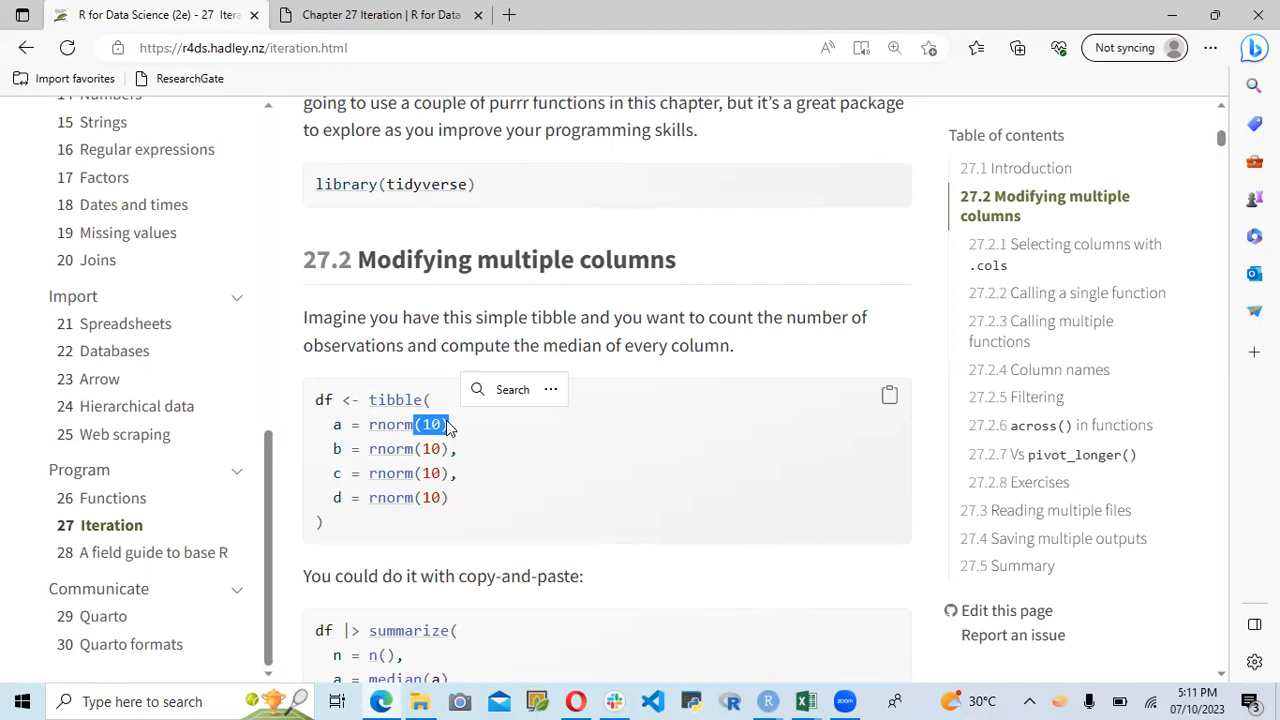 R for Data Science (2e) - 27 Itera
Chapter 27 Iteration | R for Data
https://r4ds.hadley.nz/iteration.html
Not syncing
Import favorites
ResearchGate
14 Numbers
15 Strings
16 Regular expressions
17 Factors
18 Dates and times
19 Missing values
20 Joins
Import
21 Spreadsheets
22 Databases
23 Arrow
24 Hierarchical data
25 Web scraping
Program
26 Functions
27 Iteration
28 A field guide to base R
Communicate
29 Quarto
30 Quarto formats
going to use a couple of purrr functions in this chapter, but it's a great package
to explore as you improve your programming skills.
library(tidyverse)
27.2 Modifying multiple columns
Imagine you have this simple tibble and you want to count the number of
observations and compute the median of every column.
Search
df <- tibble(
a = rnorm(10)
b = rnorm(10),
c = rnorm(10),
d = rnorm(10)
)
You could do it with copy-and-paste:
df |> summarize(
n = n(),
a = median(a)
Table of contents
27.1 Introduction
27.2 Modifying multiple
columns
27.2.1 Selecting columns with
.cols
27.2.2 Calling a single function
27.2.3 Calling multiple
functions
27.2.4 Column names
27.2.5 Filtering
27.2.6 across() in functions
27.2.7 Vs pivot_longer()
27.2.8 Exercises
27.3 Reading multiple files
27.4 Saving multiple outputs
27.5 Summary
Edit this page
Report an issue
Type here to search
30°C
5:11 PM
07/10/2023
3